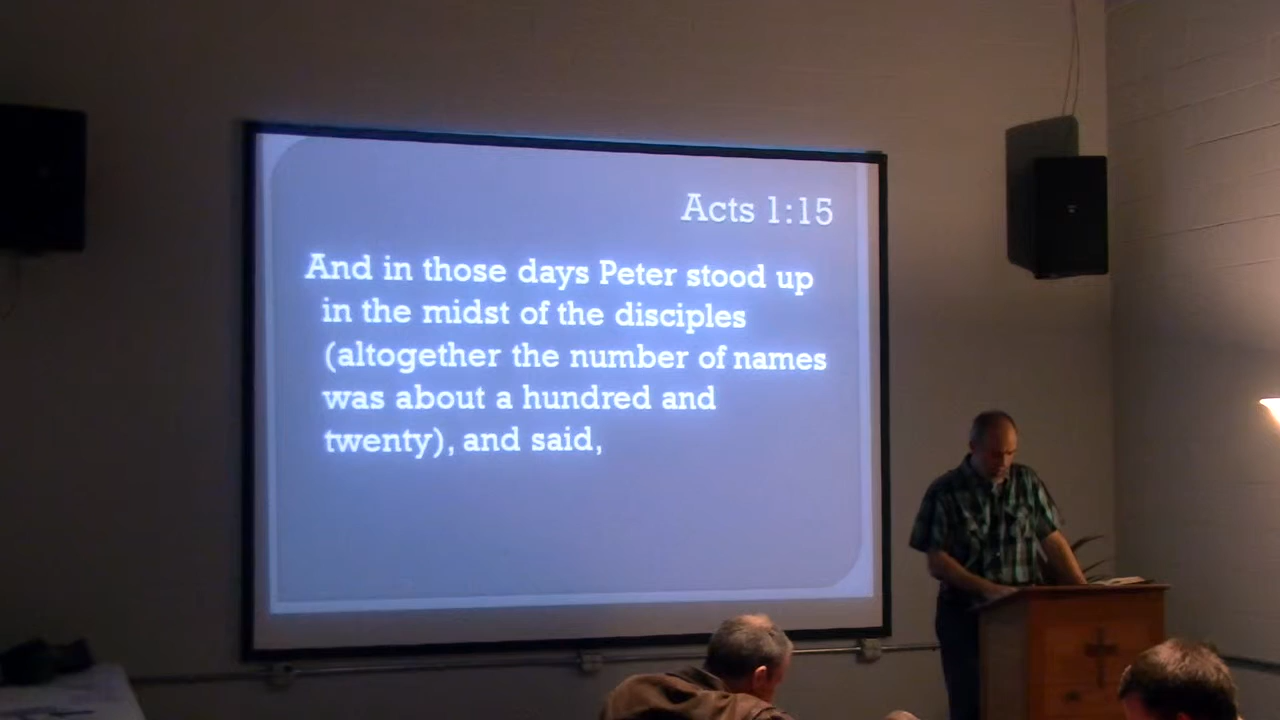 Acts 1:15
And in those days Peter stood up
in the midst of the disciples
(altogether the number of names
was about a hundred and
twenty), and said,